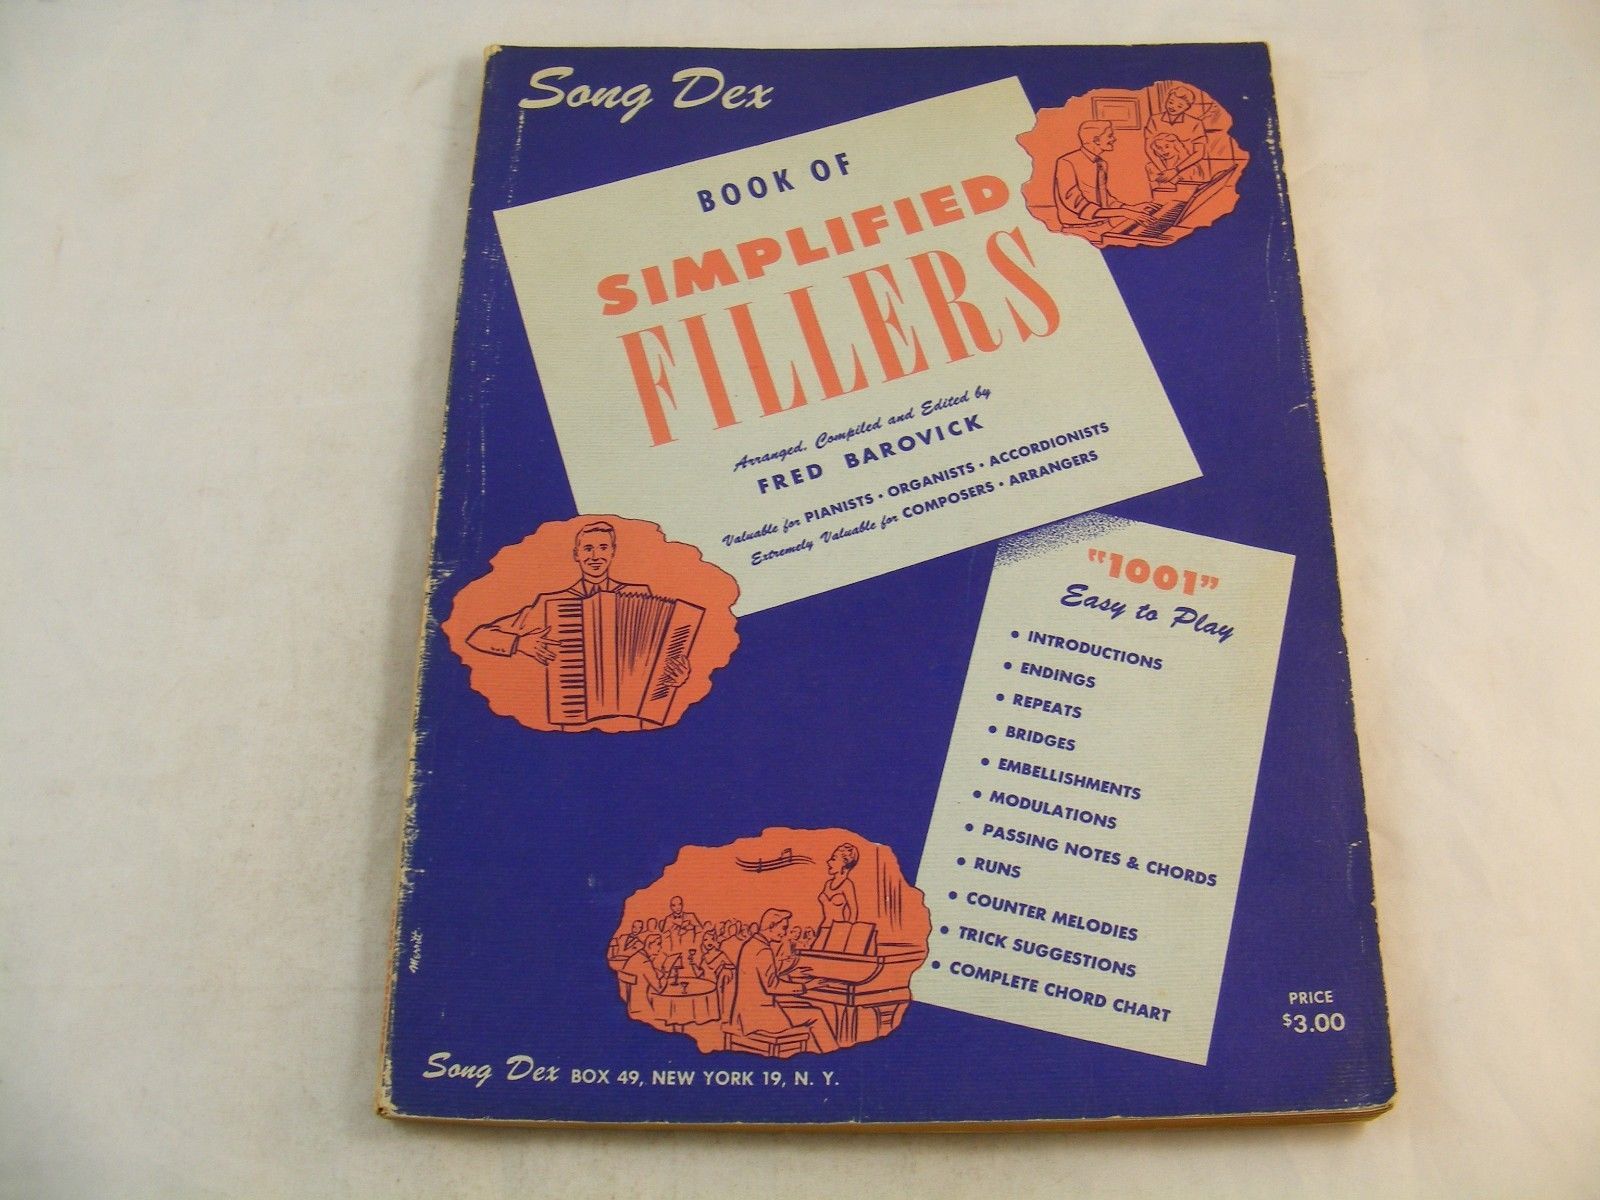 Song Dex
BOOK OF
SIMPLIFIED
FILLERS
Arranged, Compiled and Edited by
FRED BAROVICK
Valuable for PIANISTS • ORGANISTS • ACCORDIONISTS
Extremely Valuable for COMPOSERS • ARRANGERS
"1001"
Easy to Play
• INTRODUCTIONS
• ENDINGS
• REPEATS
• BRIDGES
• EMBELLISHMENTS
• MODULATIONS
• PASSING NOTES & CHORDS
• RUNS
• COUNTER MELODIES
• TRICK SUGGESTIONS
• COMPLETE CHORD CHART
Merritt
PRICE
$3.00
Song Dex BOX 49, NEW YORK 19, N. Y.